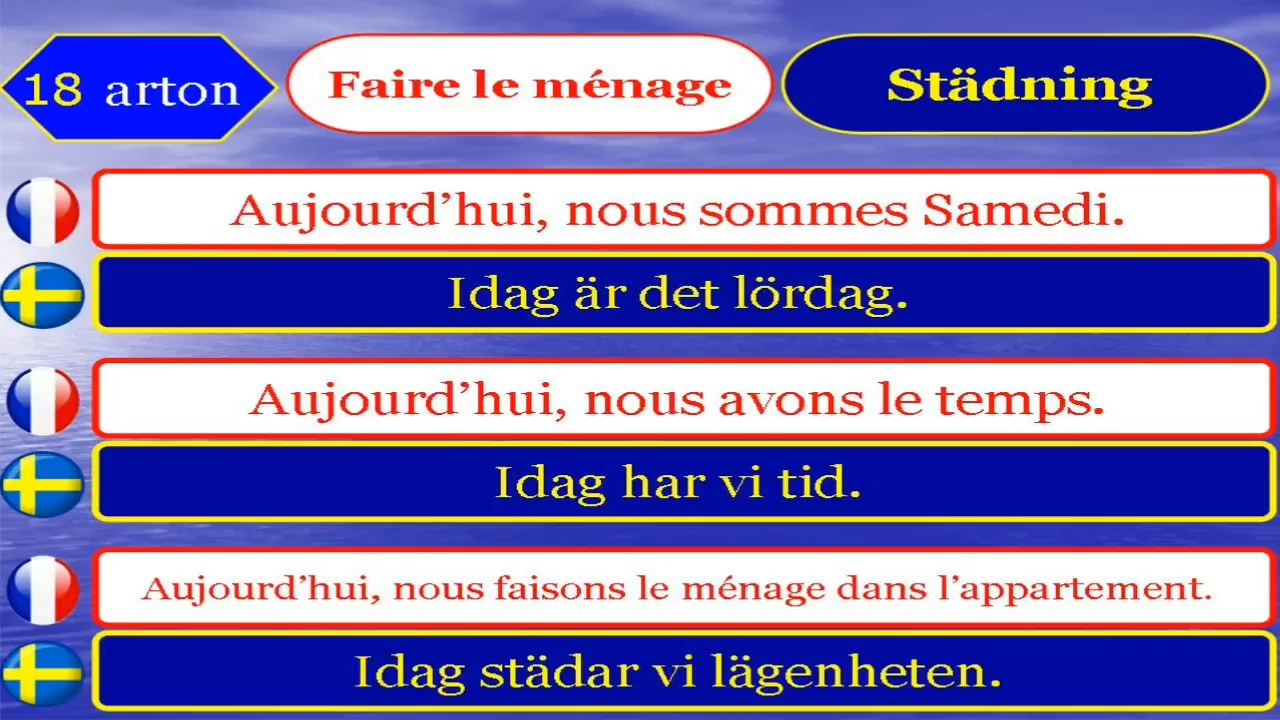 18 arton
Faire le ménage
Städning
Aujourd’hui, nous sommes Samedi.
Idag är det lördag.
Aujourd’hui, nous avons le temps.
Idag har vi tid.
Aujourd’hui, nous faisons le ménage dans l’appartement.
Idag städar vi lägenheten.